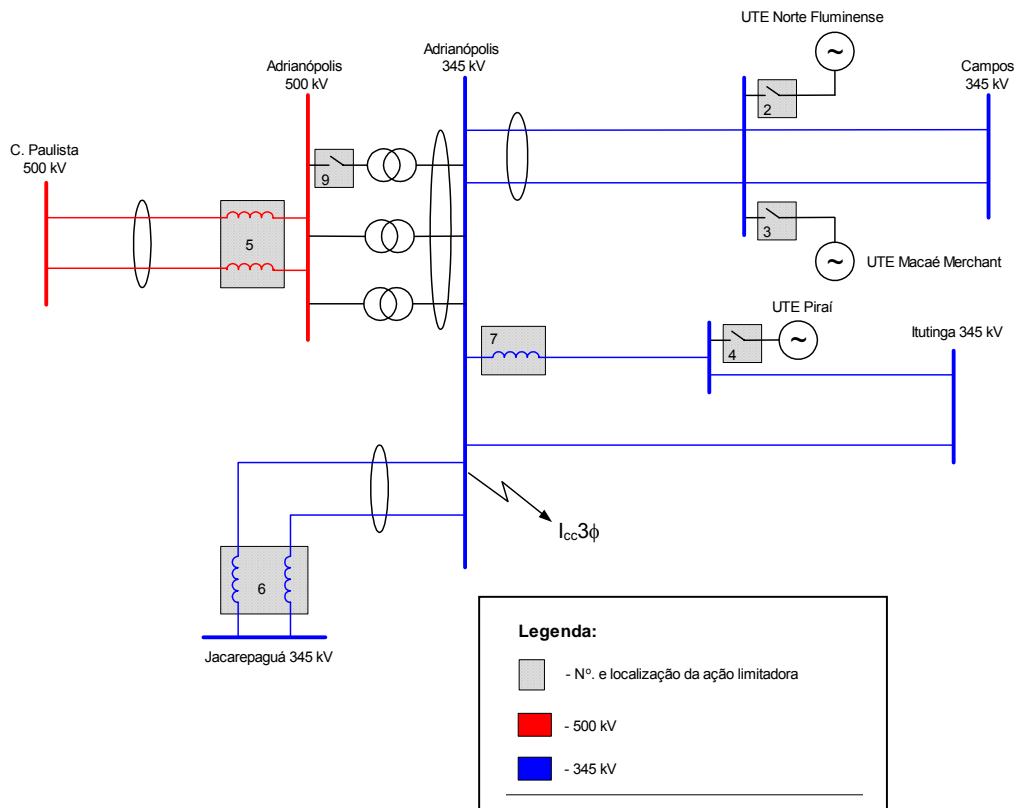 UTE Norte Fluminense
Adrianópolis
345 kV
Adrianópolis
500 kV
Campos
345 kV
C. Paulista
500 kV
~
2
9
3
5
~
UTE Macaé Merchant
UTE Piraí
Itutinga 345 kV
7
4
~
I cc3ϕ
6
Jacarepaguá 345 kV
Legenda:
- Nº. e localização da ação limitadora
- 500 kV
- 345 kV